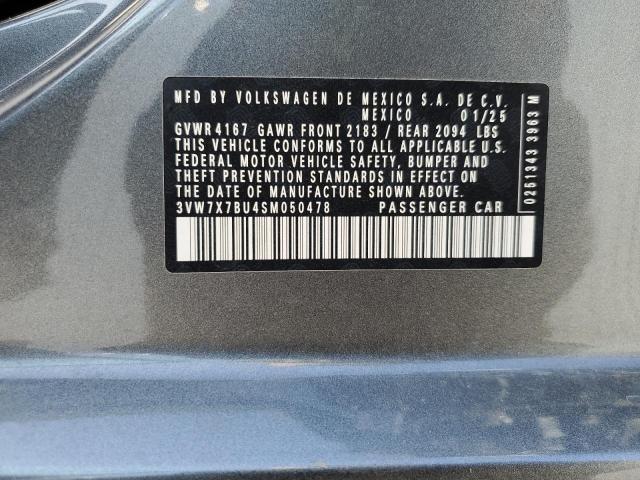 MFD BY VOLKSWAGEN DE MEXICO S.A. DE C.V.
MEXICO 01/25
GVWR 4167 GAWR FRONT 2183 / REAR 2094 LBS
THIS VEHICLE CONFORMS TO ALL APPLICABLE U.S.
FEDERAL MOTOR VEHICLE SAFETY, BUMPER AND
THEFT PREVENTION STANDARDS IN EFFECT ON
THE DATE OF MANUFACTURE SHOWN ABOVE.
3VW7X7BU4SM050478 PASSENGER CAR
0251343 3963 M